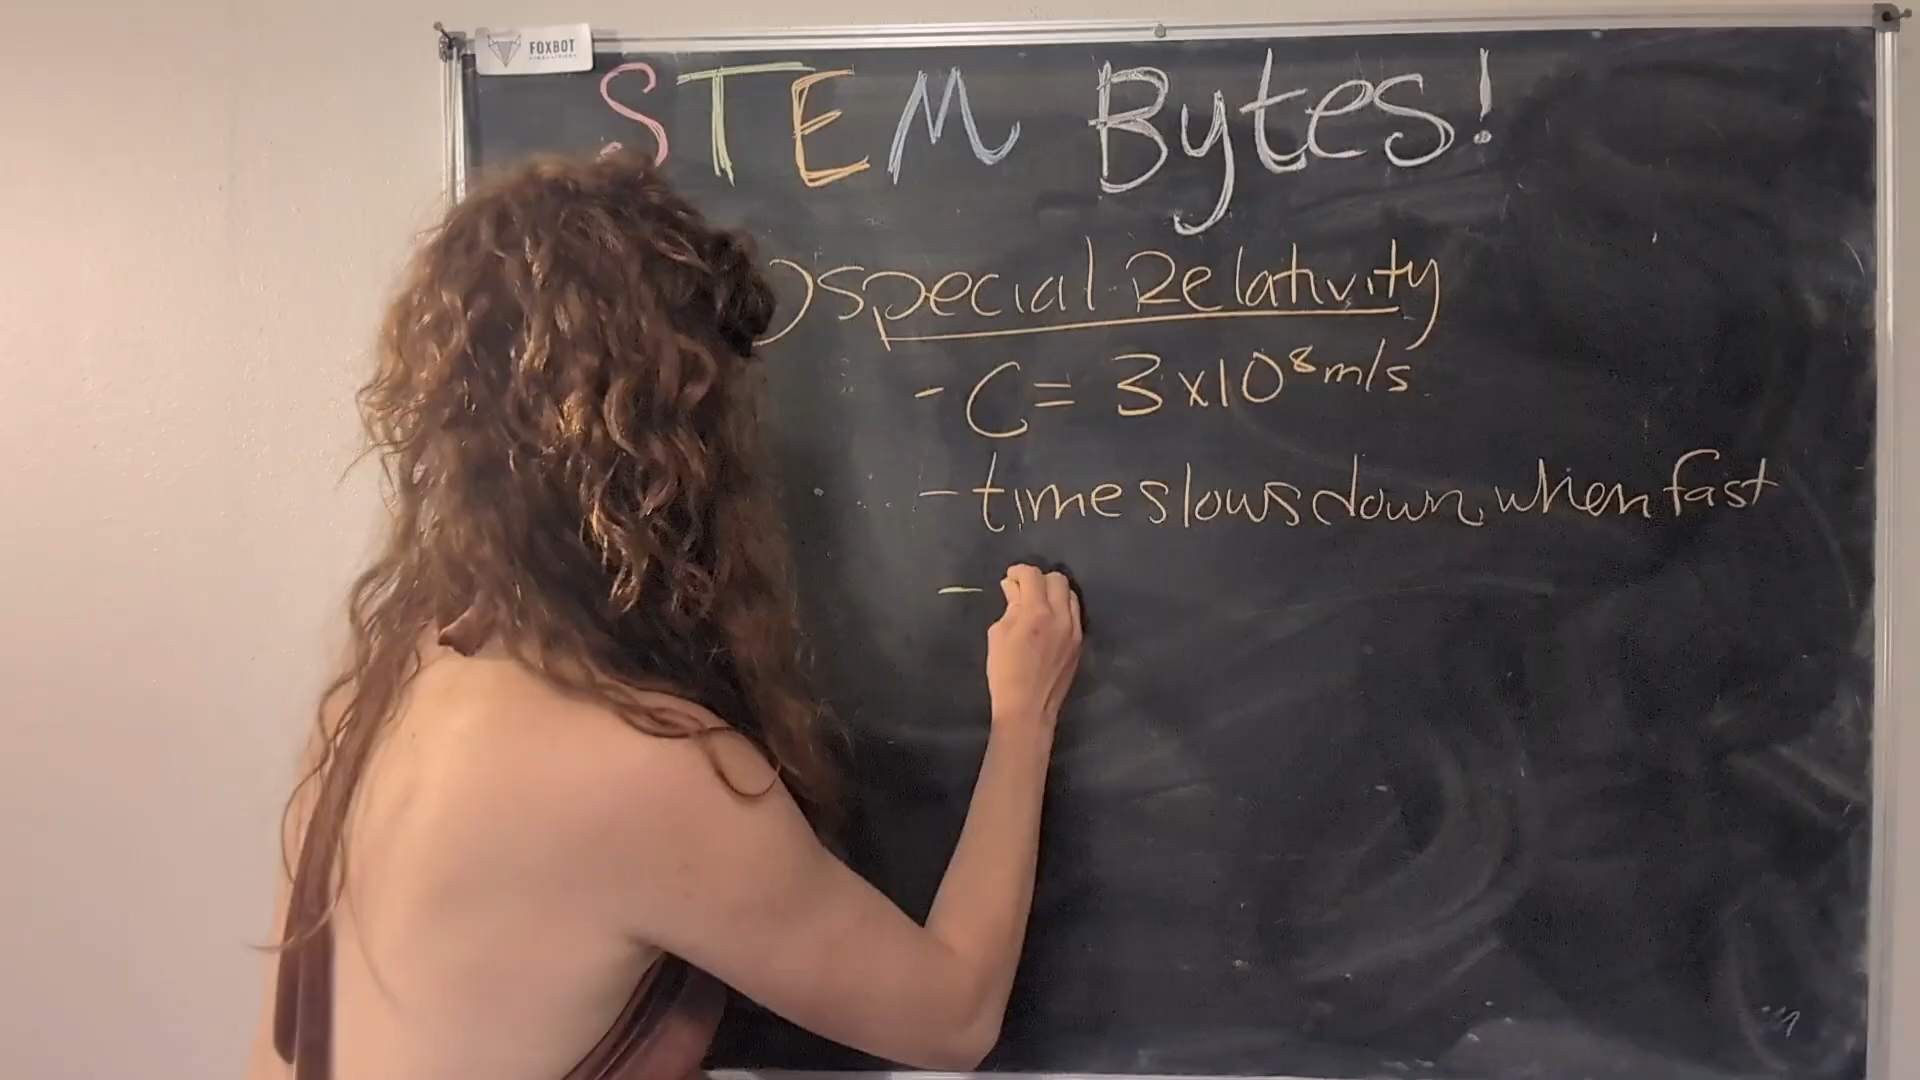 FOXBOT
STEM Bytes!
) Special Relativity
- C = 3x10⁸ m/s
- time slows down when fast
-